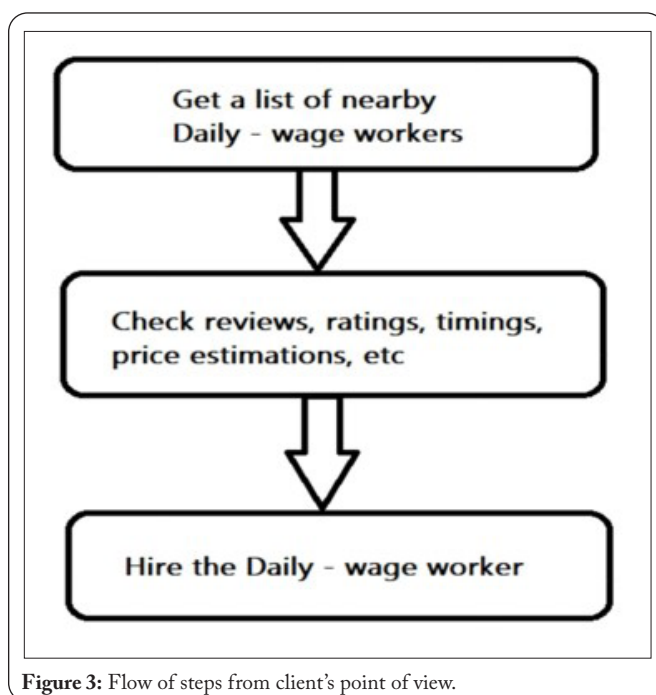 Get a list of nearby
Daily - wage workers
Check reviews, ratings, timings,
price estimations, etc
Hire the Daily - wage worker
Figure 3: Flow of steps from client's point of view.